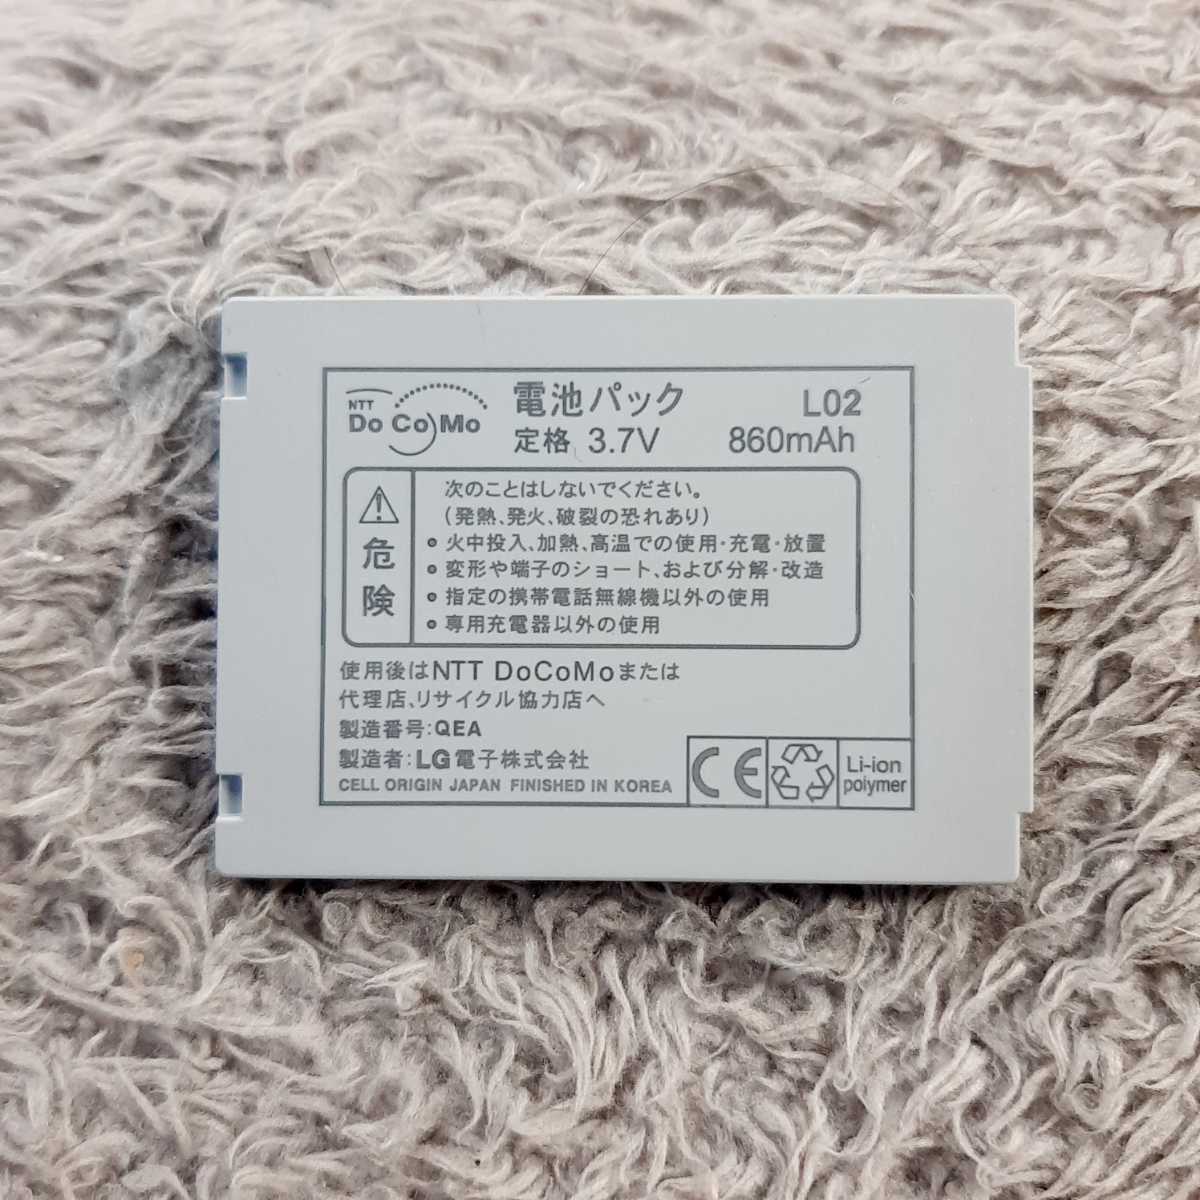 NTT
DoCoMo 電池パック L02
定格 3.7V 860mAh
危険
次のことはしないでください。
(発熱、発火、破裂の恐れあり)
• 火中投入、加熱、高温での使用・充電・放置
• 変形や端子のショート、および分解・改造
• 指定の携帯電話無線機以外の使用
• 専用充電器以外の使用
使用後はNTT DoCoMoまたは
代理店、リサイクル協力店へ
製造番号:QEA
製造者:LG電子株式会社
CELL ORIGIN JAPAN FINISHED IN KOREA
CE
Li-ion
polymer